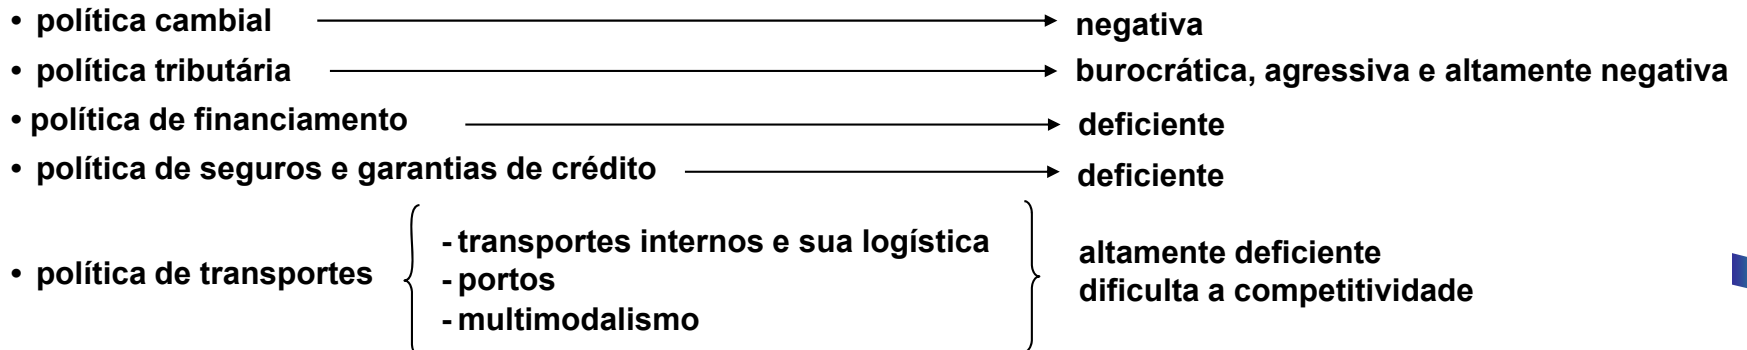 • política cambial negativa
• política tributária burocrática, agressiva e altamente negativa
• política de financiamento deficiente
• política de seguros e garantias de crédito deficiente
• política de transportes
- transportes internos e sua logística
- portos
- multimodalismo
altamente deficiente
dificulta a competitividade